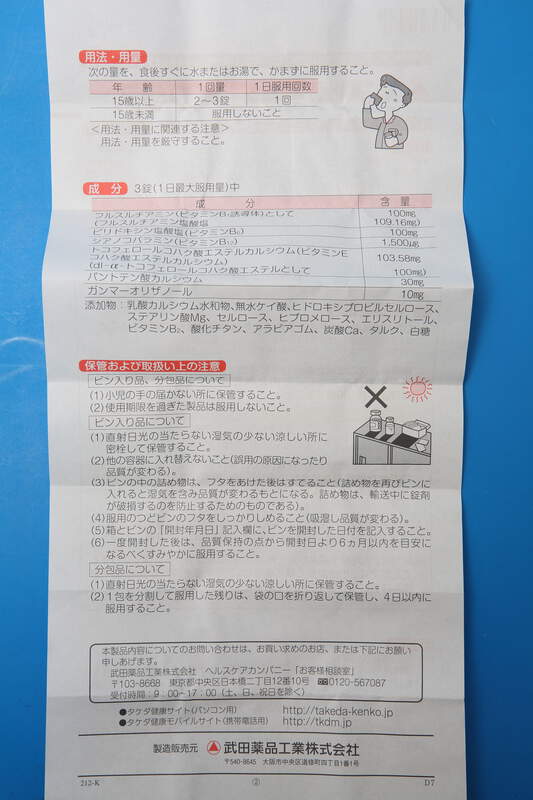 用法・用量
次の量を、食後すぐに水またはお湯で、かまずに服用すること。
年齢 1回量 1日服用回数
15歳以上 2〜3錠 1回
15歳未満 服用しないこと
<用法・用量に関連する注意>
用法・用量を厳守すること。
成分 3錠(1日最大服用量)中
成分 含量
フルスルチアミン(ビタミンB₁誘導体)として 100mg
(フルスルチアミン塩酸塩 109.16mg)
ピリドキシン塩酸塩(ビタミンB₆) 100mg
シアノコバラミン(ビタミンB₁₂) 1,500μg
トコフェロールコハク酸エステルカルシウム(ビタミンE
コハク酸エステルカルシウム) 103.58mg
(dl-α-トコフェロールコハク酸エステルとして 100mg)
パントテン酸カルシウム 30mg
ガンマーオリザノール 10mg
添加物:乳酸カルシウム水和物、無水ケイ酸、ヒドロキシプロピルセルロース、
ステアリン酸Mg、セルロース、ヒプロメロース、エリスリトール、
ビタミンB₂、酸化チタン、アラビアゴム、炭酸Ca、タルク、白糖
保管および取扱い上の注意
ビン入り品、分包品について
(1)小児の手の届かない所に保管すること。
(2)使用期限を過ぎた製品は服用しないこと。
ビン入り品について
(1)直射日光の当たらない湿気の少ない涼しい所に
密栓して保管すること。
(2)他の容器に入れ替えないこと(誤用の原因になったり
品質が変わる)。
(3)ビンの中の詰め物は、フタをあけた後はすてること(詰め物を再びビンに
入れると湿気を含み品質が変わるもとになる。詰め物は、輸送中に錠剤
が破損するのを防止するためのものである)。
(4)服用のつどビンのフタをしっかりしめること(吸湿し品質が変わる)。
(5)箱とビンの「開封年月日」記入欄に、ビンを開封した日付を記入すること。
(6)一度開封した後は、品質保持の点から開封日より6ヵ月以内を目安に
なるべくすみやかに服用すること。
分包品について
(1)直射日光の当たらない湿気の少ない涼しい所に保管すること。
(2)1包を分割して服用した残りは、袋の口を折り返して保管し、4日以内に
服用すること。
本製品内容についてのお問い合わせは、お買い求めのお店、または下記にお願い
申しあげます。
武田薬品工業株式会社 ヘルスケアカンパニー「お客様相談室」
〒103-8668 東京都中央区日本橋二丁目12番10号 0120-567087
受付時間:9:00〜17:00(土、日、祝日を除く)
●タケダ健康サイト(パソコン用) http://takeda-kenko.jp
●タケダ健康モバイルサイト(携帯電話用) http://tkdm.jp
製造販売元 武田薬品工業株式会社
〒540-8645 大阪市中央区道修町四丁目1番1号
212-K ② D7